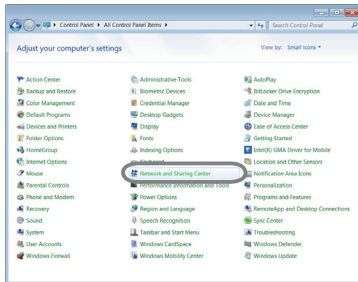 Control Panel ▸ All Control Panel Items ▸
Search Control Panel
Adjust your computer's settings
View by: Small icons
Action Center
Administrative Tools
AutoPlay
Backup and Restore
Biometric Devices
BitLocker Drive Encryption
Color Management
Credential Manager
Date and Time
Default Programs
Desktop Gadgets
Device Manager
Devices and Printers
Display
Ease of Access Center
Folder Options
Fonts
Getting Started
HomeGroup
Indexing Options
Intel(R) GMA Driver for Mobile
Internet Options
Keyboard
Location and Other Sensors
Mouse
Network and Sharing Center
Notification Area Icons
Parental Controls
Performance Information and Tools
Personalization
Phone and Modem
Power Options
Programs and Features
Recovery
Region and Language
RemoteApp and Desktop Connections
Sound
Speech Recognition
Sync Center
System
Taskbar and Start Menu
Troubleshooting
User Accounts
Windows CardSpace
Windows Defender
Windows Firewall
Windows Mobility Center
Windows Update